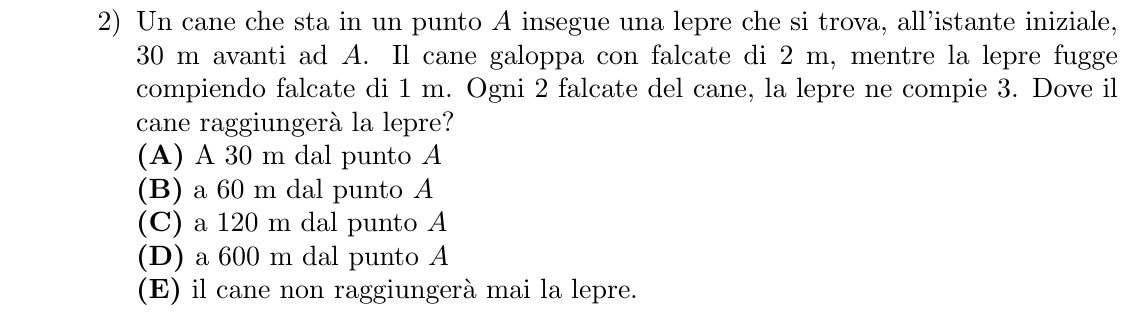 2) Un cane che sta in un punto A insegue una lepre che si trova, all'istante iniziale,
30 m avanti ad A. Il cane galoppa con falcate di 2 m, mentre la lepre fugge
compiendo falcate di 1 m. Ogni 2 falcate del cane, la lepre ne compie 3. Dove il
cane raggiungerà la lepre?
(A) A 30 m dal punto A
(B) a 60 m dal punto A
(C) a 120 m dal punto A
(D) a 600 m dal punto A
(E) il cane non raggiungerà mai la lepre.